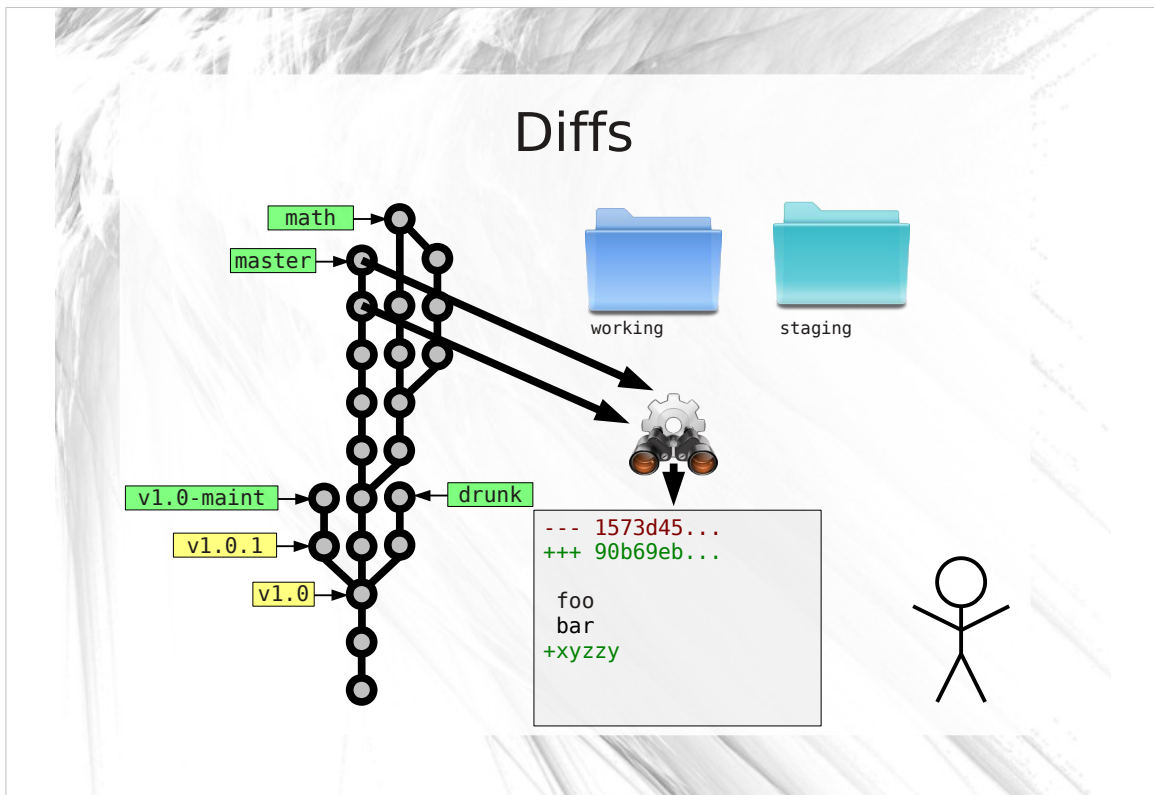 Diffs
math
master
working
staging
v1.0-maint
drunk
v1.0.1
v1.0
--- 1573d45...
+++ 90b69eb...
foo
bar
+xyzzy